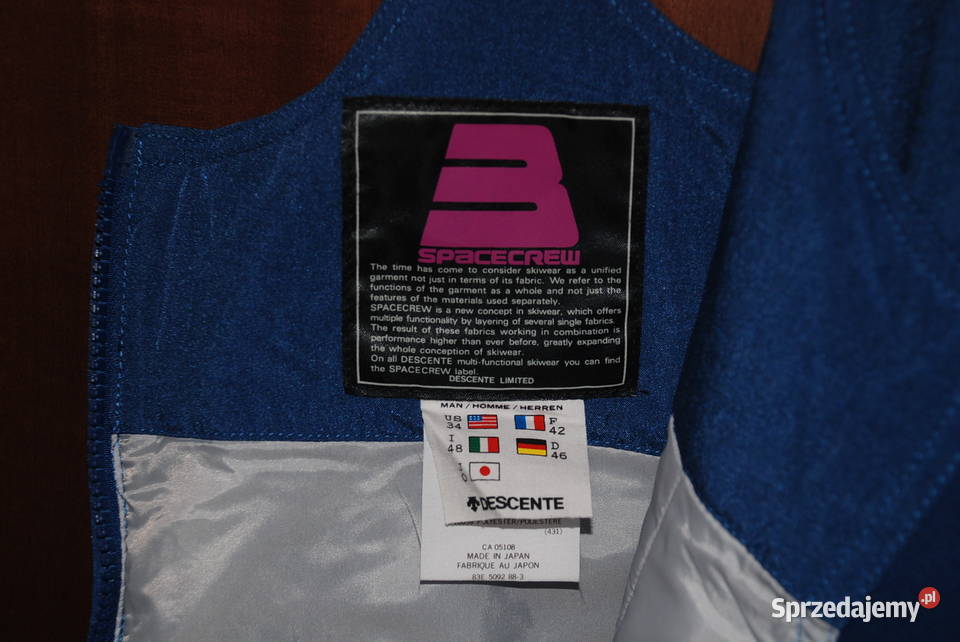 SPACECREW
The time has come to consider skiwear as a unified
garment not just in terms of its fabric. We refer to the
functions of the garment as a whole and not just the
features of the materials used separately.
SPACECREW is a new concept in skiwear, which offers
multiple functionality by layering of several single fabrics.
The result of these fabrics working in combination is
performance higher than ever before, greatly expanding
the whole conception of skiwear.
On all DESCENTE multi-functional skiwear you can find
the SPACECREW label.
DESCENTE LIMITED
MAN / HOMME / HERREN
US 34 F 42
I 48 D 46
DESCENTE
POLYESTER/POLIESTERE
(431)
CA 05108
MADE IN JAPAN
FABRIQUE AU JAPON
83E 5092 88-3
Sprzedajemy.pl